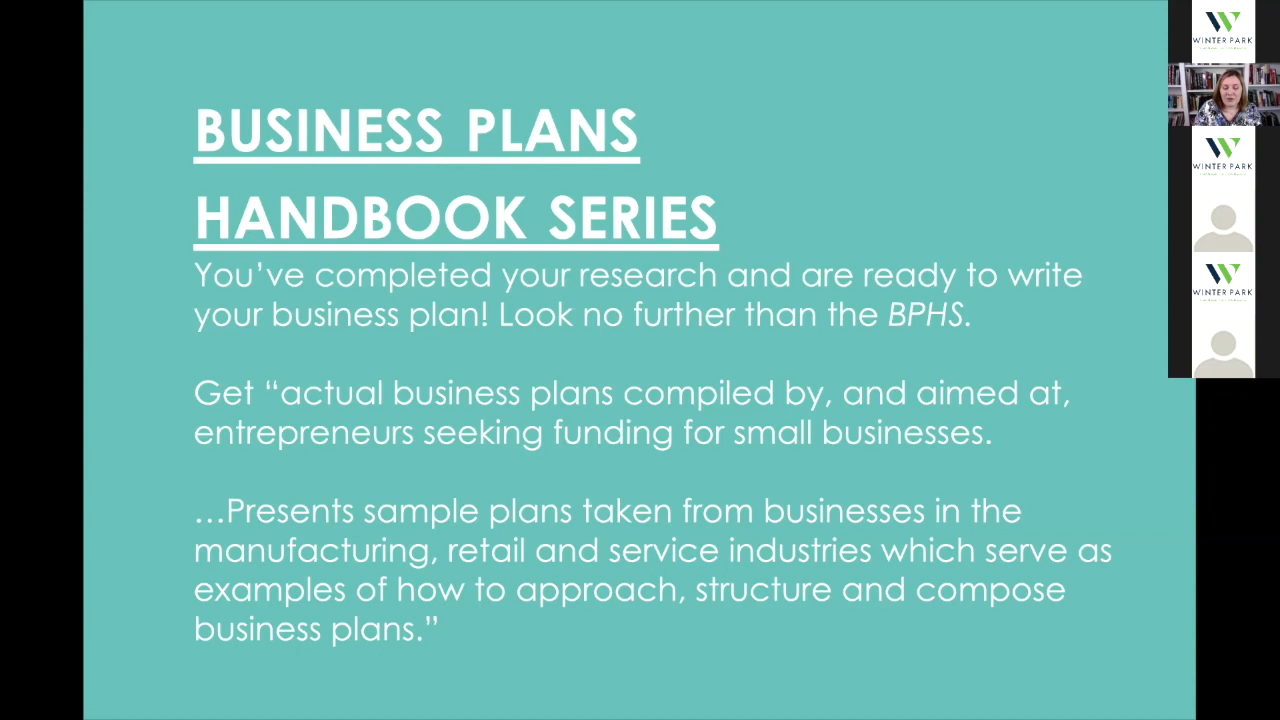 BUSINESS PLANS
HANDBOOK SERIES
You’ve completed your research and are ready to write
your business plan! Look no further than the BPHS.
Get “actual business plans compiled by, and aimed at,
entrepreneurs seeking funding for small businesses.
…Presents sample plans taken from businesses in the
manufacturing, retail and service industries which serve as
examples of how to approach, structure and compose
business plans.”
WINTER PARK
WINTER PARK
WINTER PARK